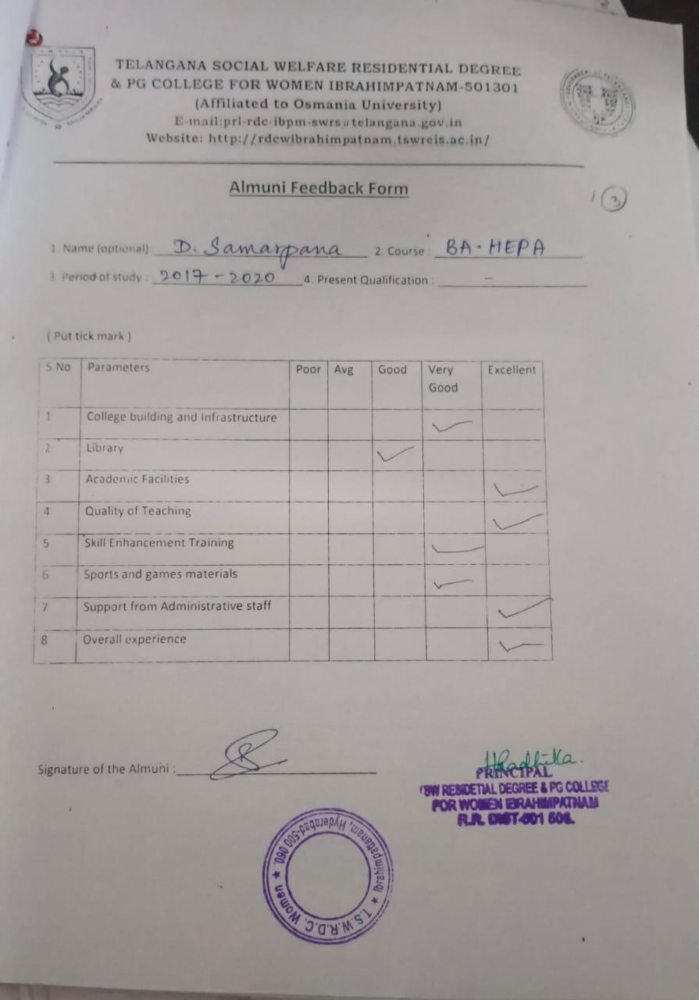 TELANGANA SOCIAL WELFARE RESIDENTIAL DEGREE
& PG COLLEGE FOR WOMEN IBRAHIMPATNAM-501301
(Affiliated to Osmania University)
E-mail:prl-rdc-ibpm-swrs@telangana.gov.in
Website: http://rdcwibrahimpatnam.tswreis.ac.in/
Almuni Feedback Form
1 3
1. Name (optional): D. Samarpana 2. Course : BA. HEPA
3 Period of study : 2017 - 2020 4. Present Qualification : –
( Put tick mark )
S.No Parameters Poor Avg Good Very Good Excellent
1 College building and Infrastructure ✓
2 Library ✓
3 Academic Facilities ✓
4 Quality of Teaching ✓
5 Skill Enhancement Training ✓
6 Sports and games materials ✓
7 Support from Administrative staff ✓
8 Overall experience ✓
Signature of the Almuni :
HRadhika.
PRINCIPAL
TSW RESIDETIAL DEGREE & PG COLLEGE
FOR WOMEN IBRAHIMPATNAM
R.R. DIST-501 506.
T.S.W.R.D.C. Women ★ Ibrahimpattanam, Hyderabad-500 060. ★